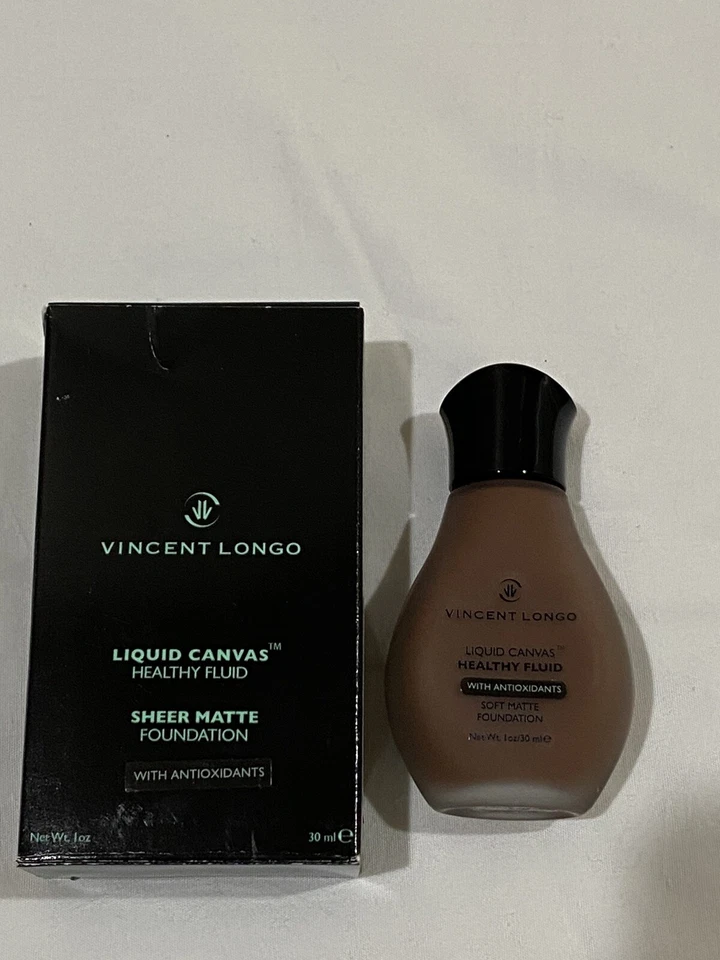 VINCENT LONGO
LIQUID CANVAS™
HEALTHY FLUID
SHEER MATTE
FOUNDATION
WITH ANTIOXIDANTS
Net Wt. 1oz
30 ml ℮
VINCENT LONGO
LIQUID CANVAS™
HEALTHY FLUID
WITH ANTIOXIDANTS
SOFT MATTE
FOUNDATION
Net Wt. 1oz/30 ml ℮